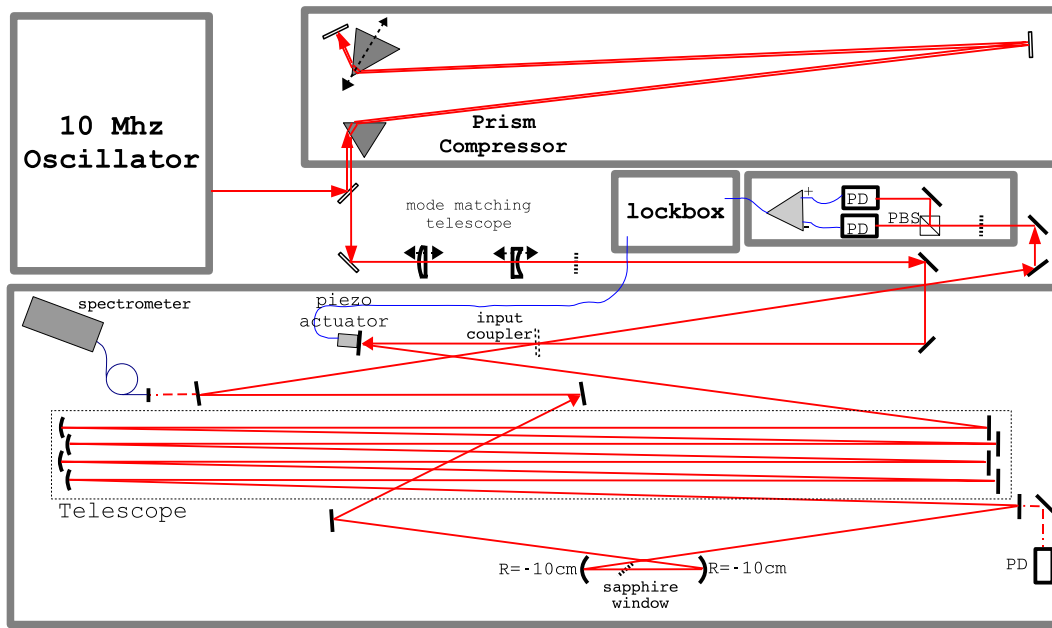 10 Mhz
Oscillator
Prism
Compressor
mode matching
telescope
lockbox
+
-
PD
PD
PBS
spectrometer
piezo
actuator
input
coupler
Telescope
R=-10cm
R=-10cm
sapphire
window
PD